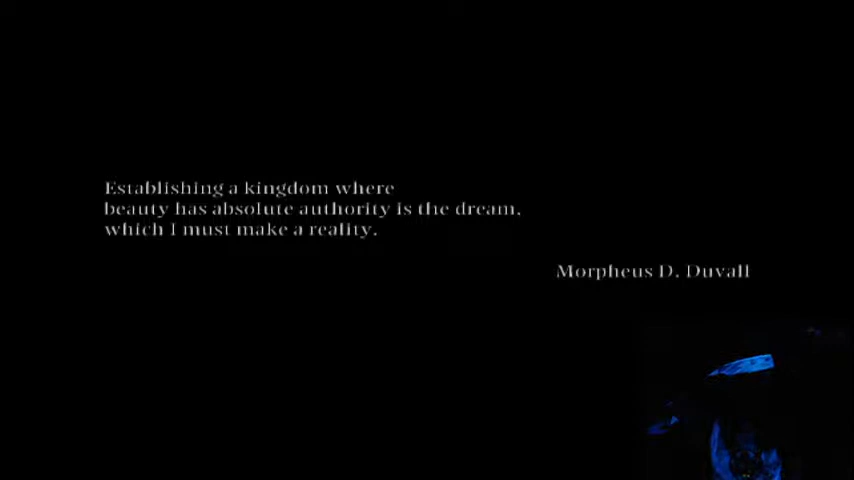 Establishing a kingdom where
beauty has absolute authority is the dream,
which I must make a reality.
Morpheus D. Duvall